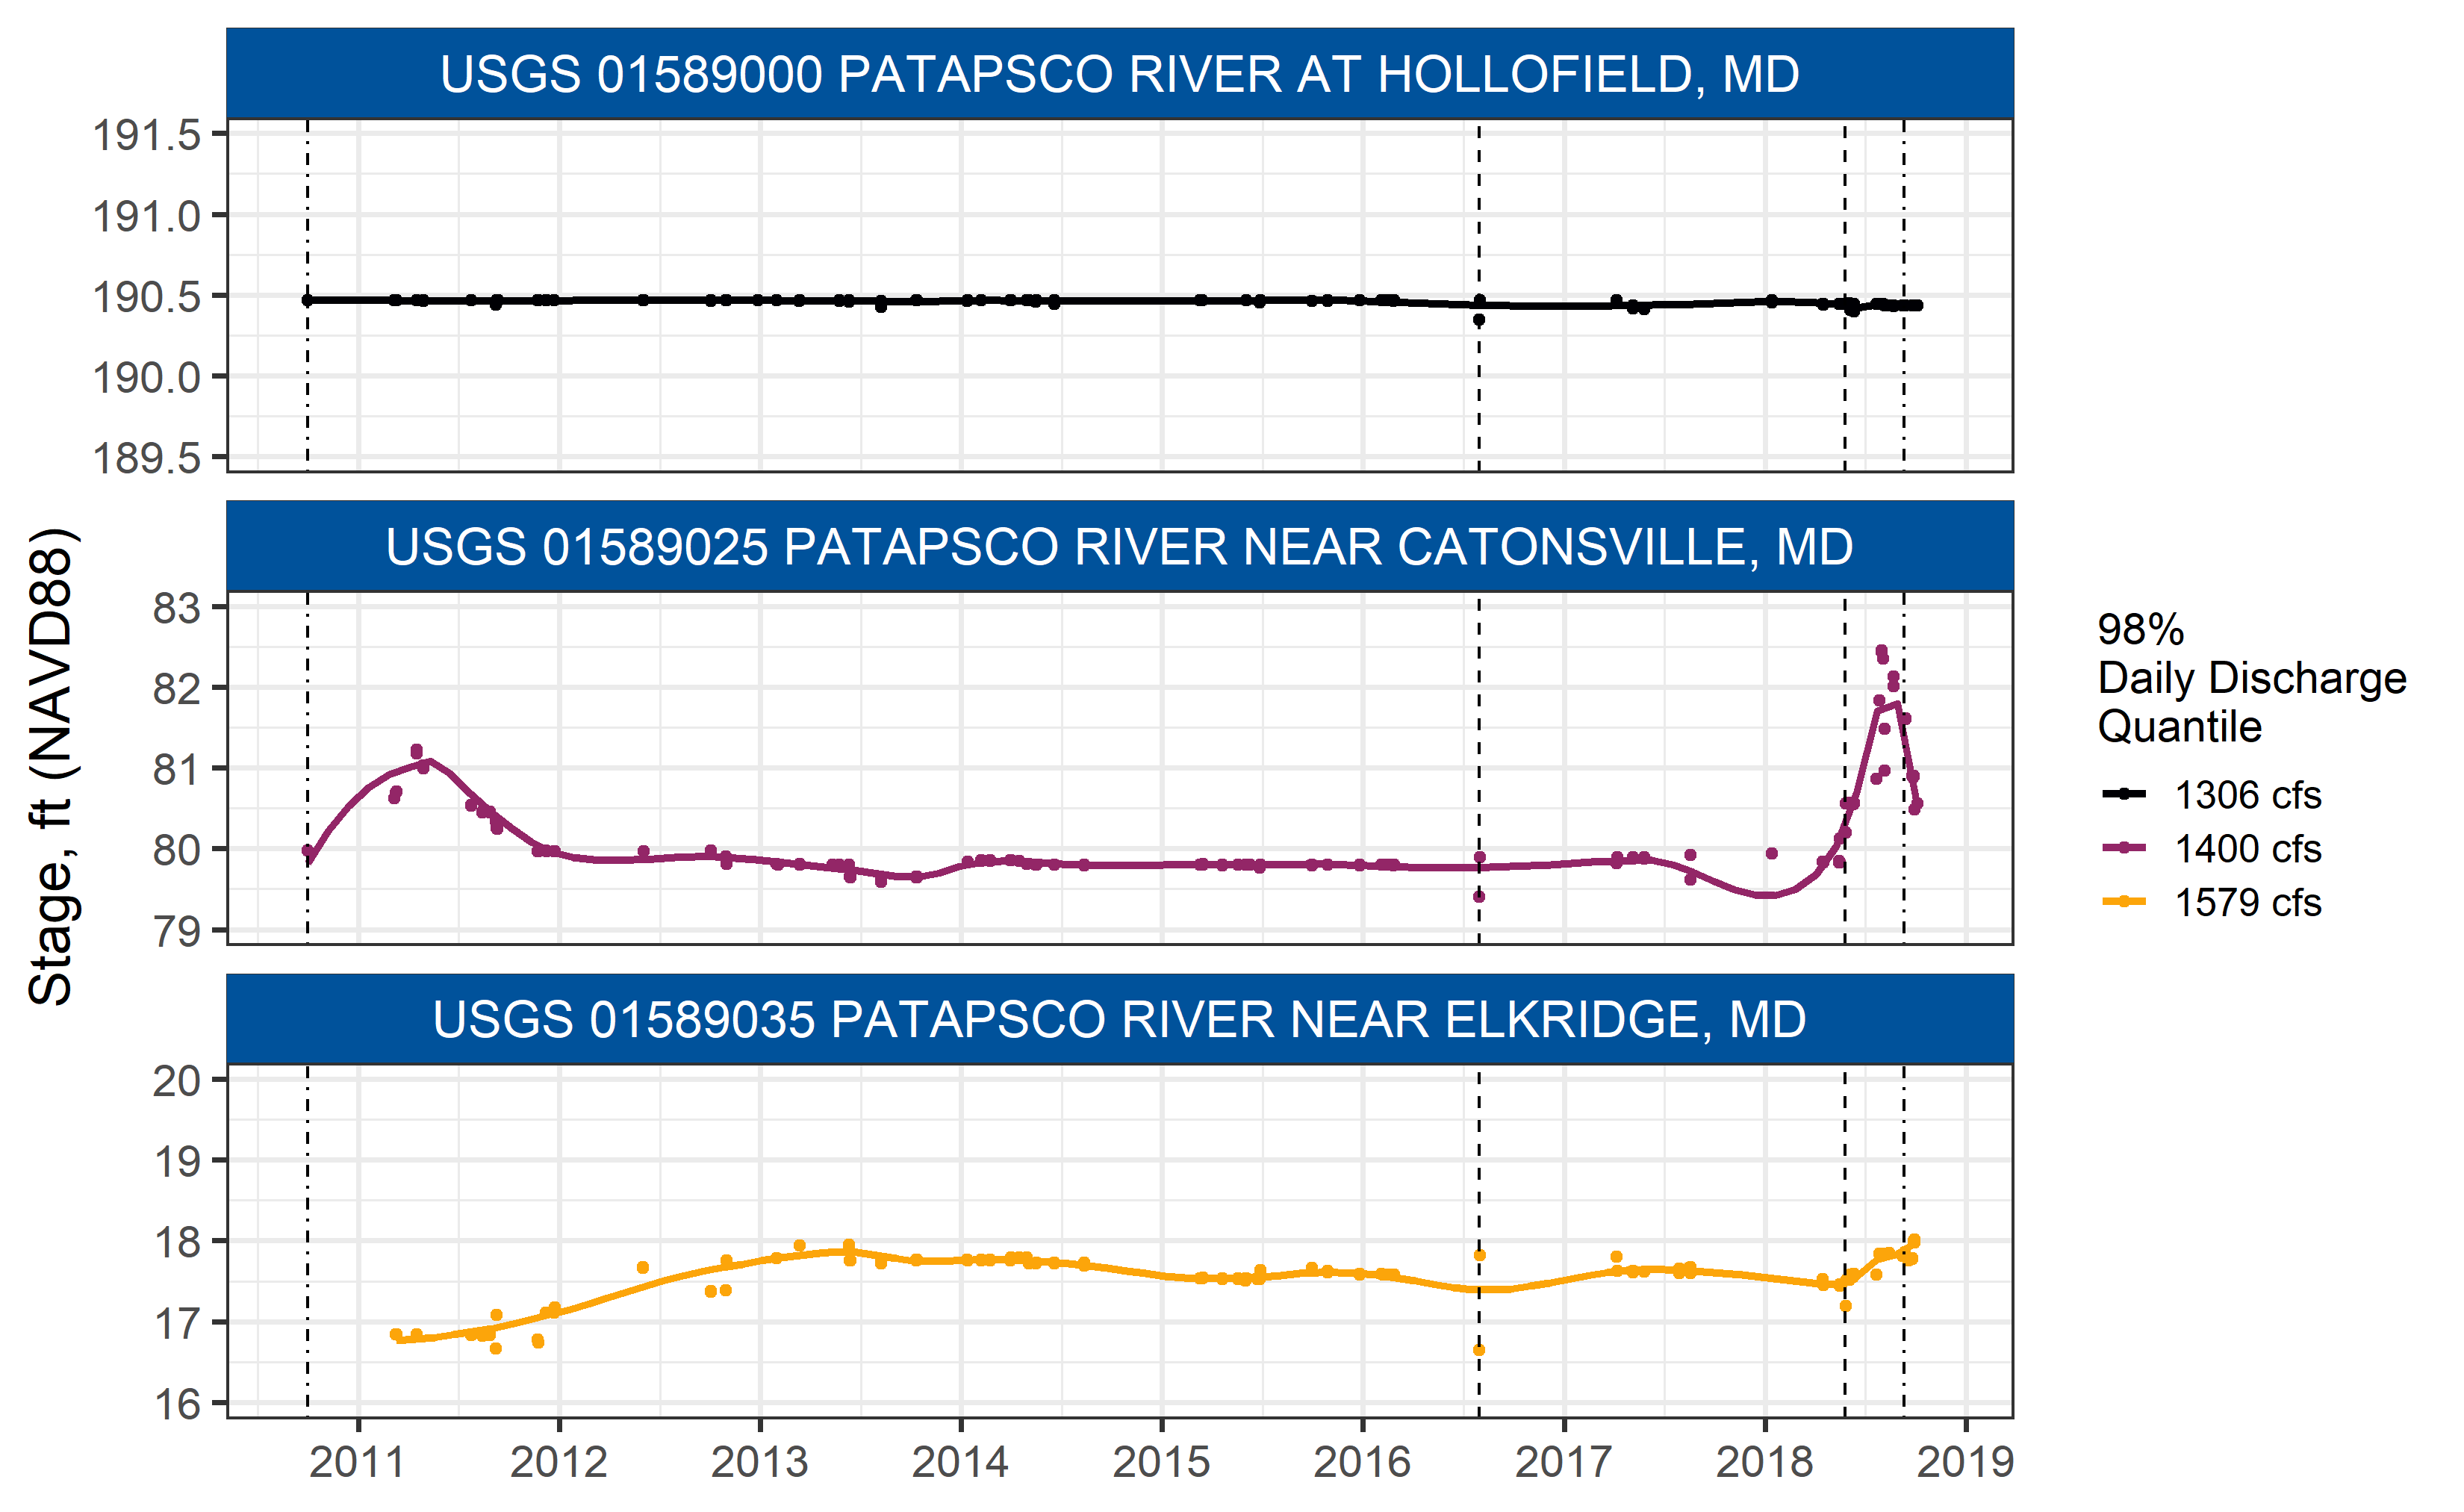 USGS 01589000 PATAPSCO RIVER AT HOLLOFIELD, MD
191.5
191.0
190.5
190.0
189.5
USGS 01589025 PATAPSCO RIVER NEAR CATONSVILLE, MD
83
82
81
80
79
USGS 01589035 PATAPSCO RIVER NEAR ELKRIDGE, MD
20
19
18
17
16
2011 2012 2013 2014 2015 2016 2017 2018 2019
Stage, ft (NAVD88)
98%
Daily Discharge
Quantile
1306 cfs
1400 cfs
1579 cfs